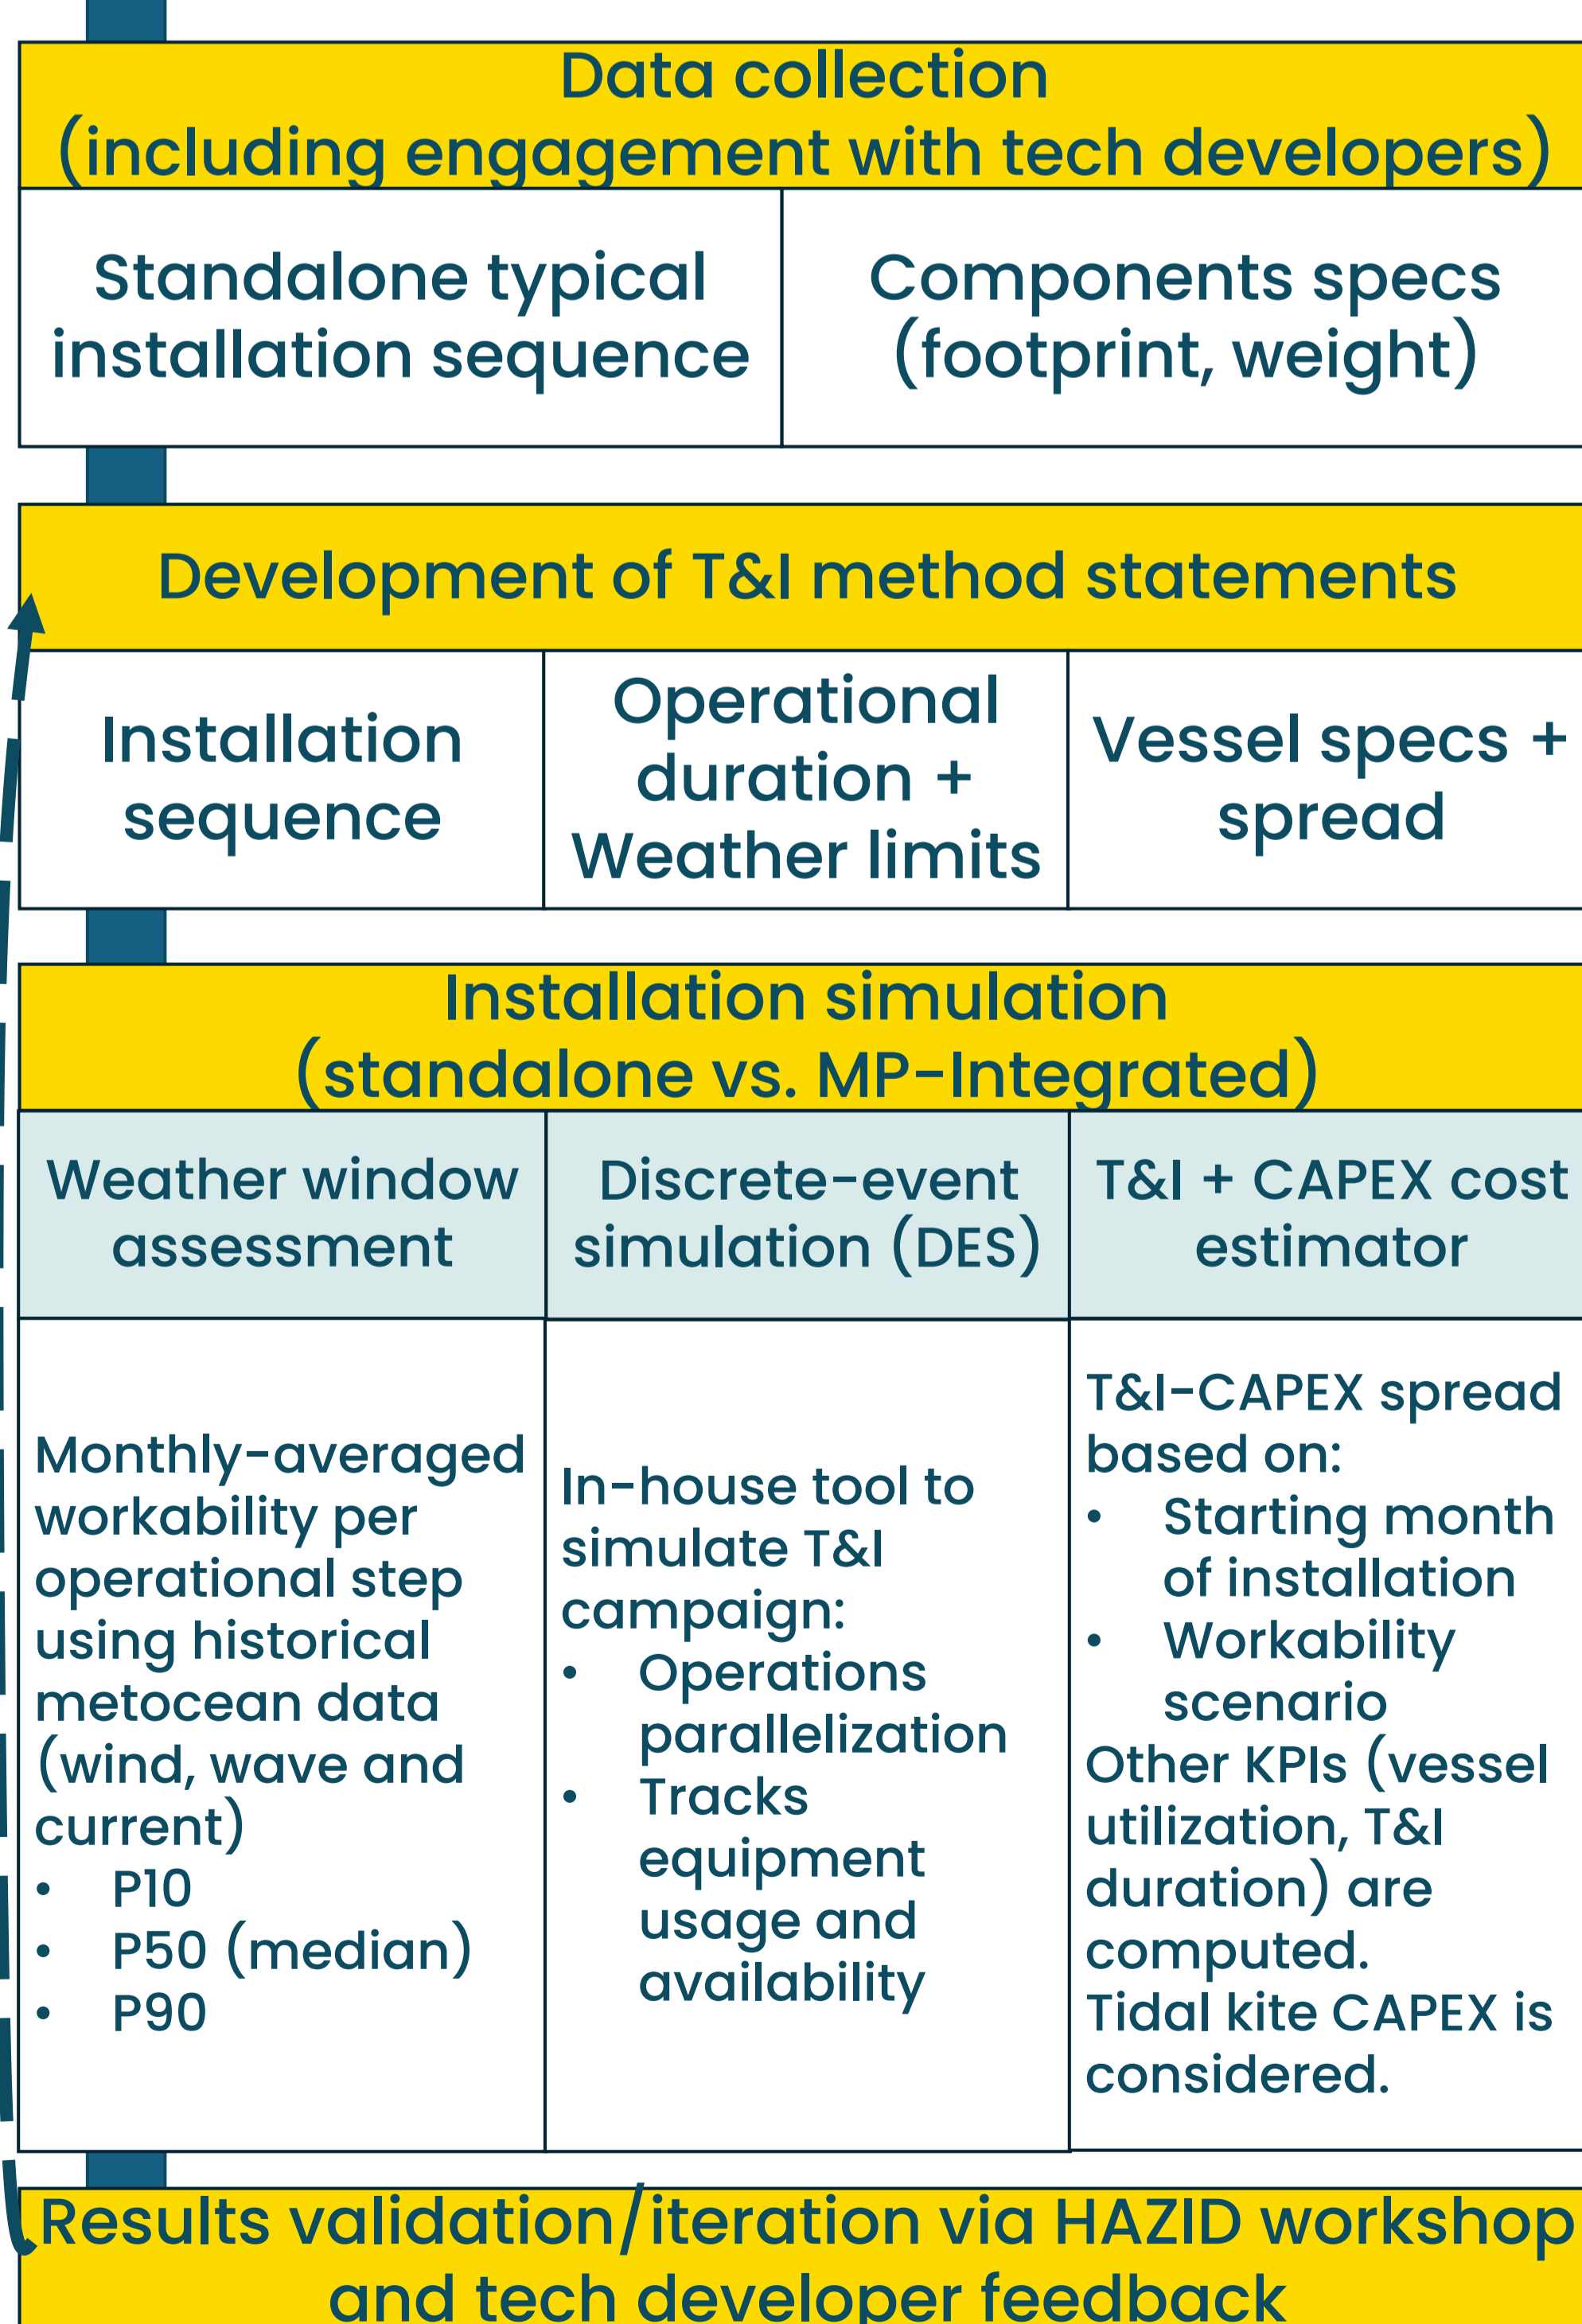 Data collection
(including engagement with tech developers)
Standalone typical
installation sequence
Components specs
(footprint, weight)
Development of T&I method statements
Installation
sequence
Operational
duration +
Weather limits
Vessel specs +
spread
Installation simulation
(standalone vs. MP-Integrated)
Weather window
assessment
Discrete-event
simulation (DES)
T&I + CAPEX cost
estimator
Monthly-averaged
workability per
operational step
using historical
metocean data
(wind, wave and
current)
• P10
• P50 (median)
• P90
In-house tool to
simulate T&I
campaign:
• Operations
parallelization
• Tracks
equipment
usage and
availability
T&I-CAPEX spread
based on:
• Starting month
of installation
• Workability
scenario
Other KPIs (vessel
utilization, T&I
duration) are
computed.
Tidal kite CAPEX is
considered.
Results validation/iteration via HAZID workshop
and tech developer feedback